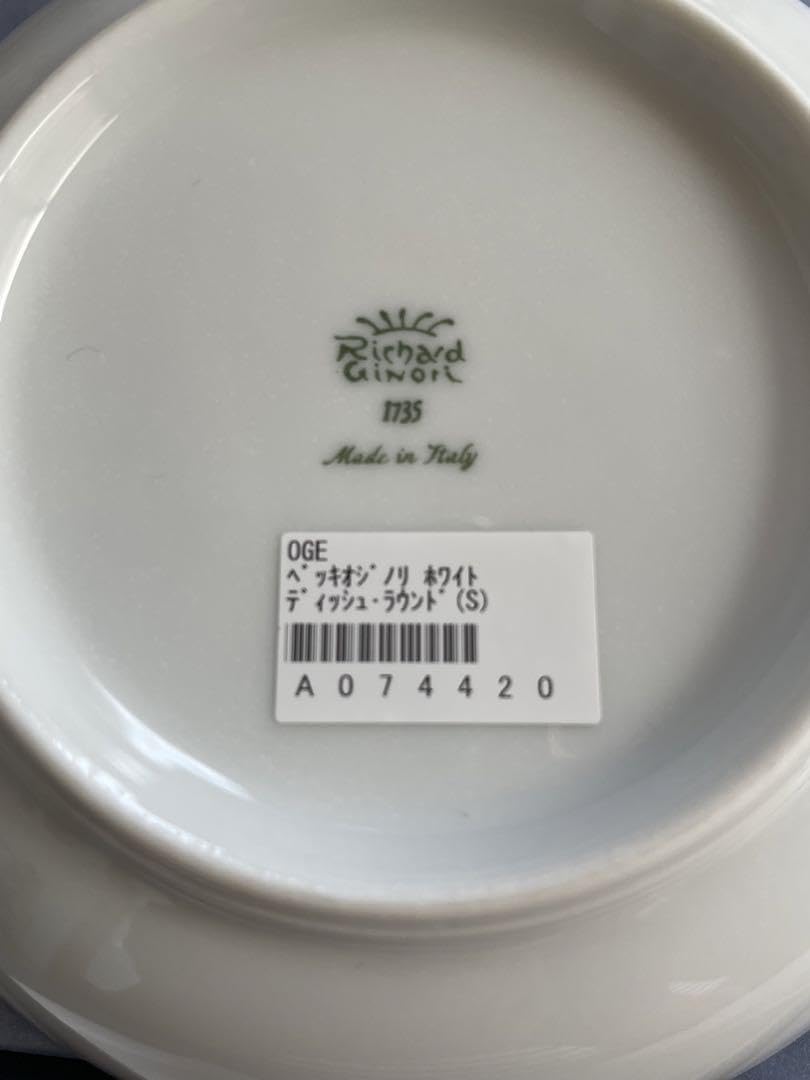 Richard
Ginori
1735
Made in Italy
OGE
ﾍﾞｯｷｵｼﾞﾉﾘ ﾎﾜｲﾄ
ﾃﾞｨｯｼｭ･ﾗｳﾝﾄﾞ(S)
A074420